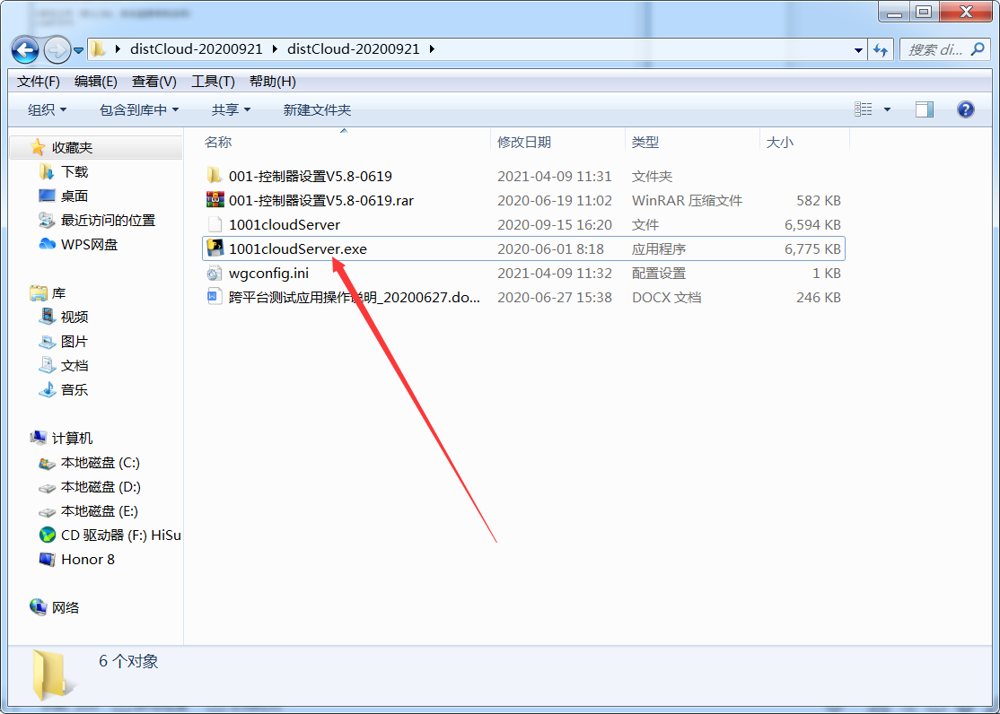 distCloud-20200921 distCloud-20200921
搜索 di...
文件(F) 编辑(E) 查看(V) 工具(T) 帮助(H)
组织 包含到库中 共享 新建文件夹
收藏夹
下载
桌面
最近访问的位置
WPS网盘
库
视频
图片
文档
音乐
计算机
本地磁盘 (C:)
本地磁盘 (D:)
本地磁盘 (E:)
CD 驱动器 (F:) HiSu
Honor 8
网络
名称 修改日期 类型 大小
001-控制器设置V5.8-0619 2021-04-09 11:31 文件夹
001-控制器设置V5.8-0619.rar 2020-06-19 11:02 WinRAR 压缩文件 582 KB
1001cloudServer 2020-09-15 16:20 文件 6,594 KB
1001cloudServer.exe 2020-06-01 8:18 应用程序 6,775 KB
wgconfig.ini 2021-04-09 11:32 配置设置 1 KB
跨平台测试应用操作说明_20200627.do... 2020-06-27 15:38 DOCX 文档 246 KB
6 个对象